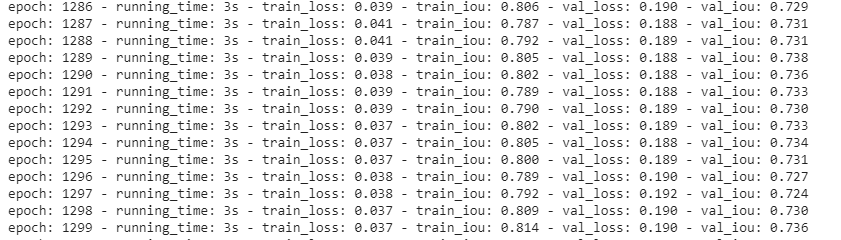 epoch: 1286 - running_time: 3s - train_loss: 0.039 - train_iou: 0.806 - val_loss: 0.190 - val_iou: 0.729
epoch: 1287 - running_time: 3s - train_loss: 0.041 - train_iou: 0.787 - val_loss: 0.188 - val_iou: 0.731
epoch: 1288 - running_time: 3s - train_loss: 0.041 - train_iou: 0.792 - val_loss: 0.189 - val_iou: 0.731
epoch: 1289 - running_time: 3s - train_loss: 0.039 - train_iou: 0.805 - val_loss: 0.188 - val_iou: 0.738
epoch: 1290 - running_time: 3s - train_loss: 0.038 - train_iou: 0.802 - val_loss: 0.188 - val_iou: 0.736
epoch: 1291 - running_time: 3s - train_loss: 0.039 - train_iou: 0.789 - val_loss: 0.188 - val_iou: 0.733
epoch: 1292 - running_time: 3s - train_loss: 0.039 - train_iou: 0.790 - val_loss: 0.189 - val_iou: 0.730
epoch: 1293 - running_time: 3s - train_loss: 0.037 - train_iou: 0.802 - val_loss: 0.189 - val_iou: 0.733
epoch: 1294 - running_time: 3s - train_loss: 0.037 - train_iou: 0.805 - val_loss: 0.188 - val_iou: 0.734
epoch: 1295 - running_time: 3s - train_loss: 0.037 - train_iou: 0.800 - val_loss: 0.189 - val_iou: 0.731
epoch: 1296 - running_time: 3s - train_loss: 0.038 - train_iou: 0.789 - val_loss: 0.190 - val_iou: 0.727
epoch: 1297 - running_time: 3s - train_loss: 0.038 - train_iou: 0.792 - val_loss: 0.192 - val_iou: 0.724
epoch: 1298 - running_time: 3s - train_loss: 0.037 - train_iou: 0.809 - val_loss: 0.190 - val_iou: 0.730
epoch: 1299 - running_time: 3s - train_loss: 0.037 - train_iou: 0.814 - val_loss: 0.190 - val_iou: 0.736